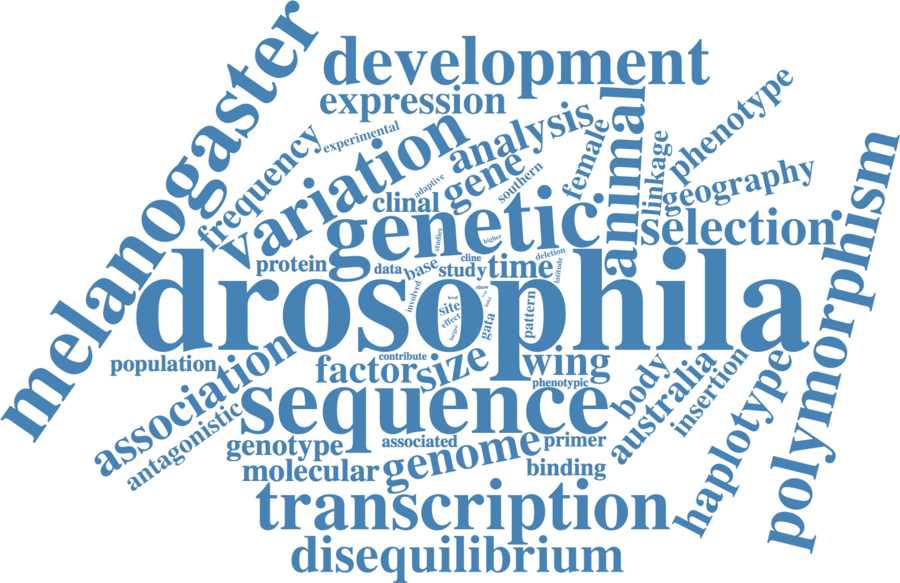 development
expression
melanogaster
experimental
frequency
variation
analysis
adaptive
gene
southern
female
animal
linkage
phenotype
clinal
genetic
geography
selection
polymorphism
studies
higher
protein
data
base
cline
study
time
deletion
latitude
drosophila
involved
show
level
site
effect
target
gata
pattern
population
association
contribute
factor
size
wing
phenotypic
body
australia
insertion
haplotype
antagonistic
sequence
genotype
associated
genome
primer
molecular
binding
transcription
disequilibrium